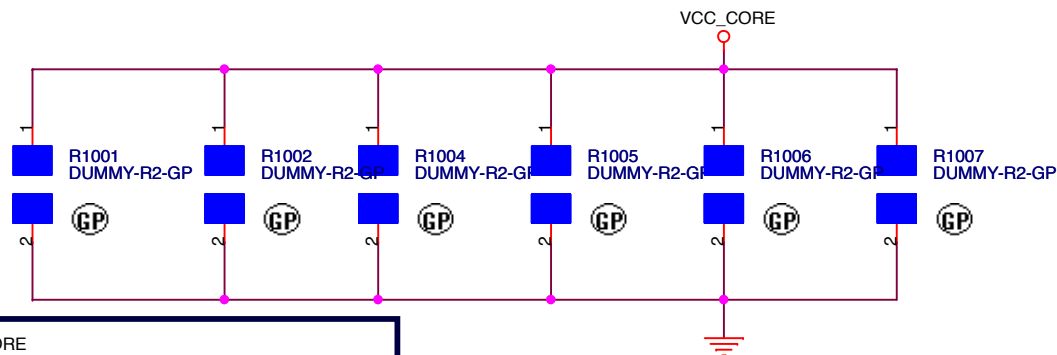 VCC_CORE
1
1
1
1
1
1
R1001
DUMMY-R2-GP
R1002
DUMMY-R2-GP
R1004
DUMMY-R2-GP
R1005
DUMMY-R2-GP
R1006
DUMMY-R2-GP
R1007
DUMMY-R2-GP
GP
GP
GP
GP
GP
GP
2
2
2
2
2
2
ORE